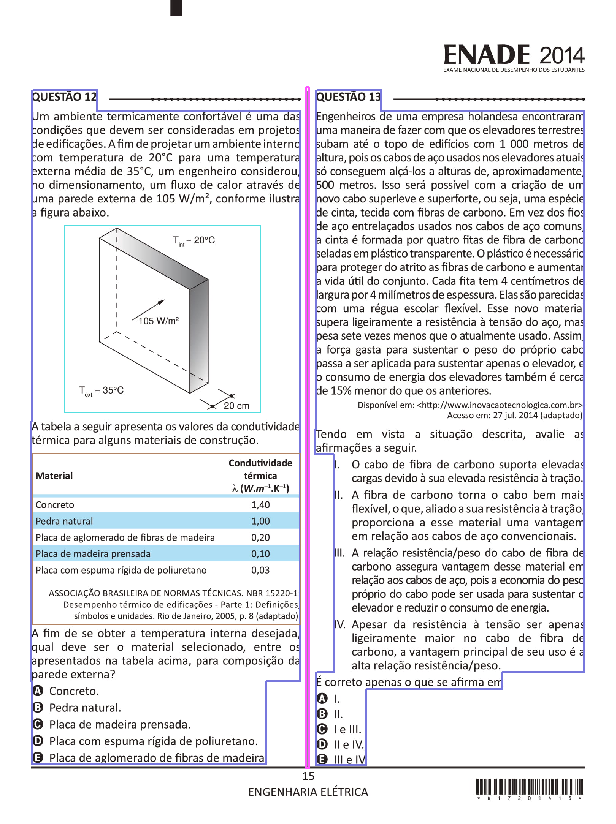 ENADE 2014
EXAME NACIONAL DE DESEMPENHO DOS ESTUDANTES
QUESTÃO 12
Um ambiente termicamente confortável é uma das
condições que devem ser consideradas em projetos
de edificações. A fim de projetar um ambiente interno
com temperatura de 20°C para uma temperatura
externa média de 35°C, um engenheiro considerou,
no dimensionamento, um fluxo de calor através de
uma parede externa de 105 W/m², conforme ilustra
a figura abaixo.
T_int = 20°C
105 W/m²
T_ext = 35°C
20 cm
A tabela a seguir apresenta os valores da condutividade
térmica para alguns materiais de construção.
Material Condutividade térmica λ (W.m⁻¹.K⁻¹)
Concreto 1,40
Pedra natural 1,00
Placa de aglomerado de fibras de madeira 0,20
Placa de madeira prensada 0,10
Placa com espuma rígida de poliuretano 0,03
ASSOCIAÇÃO BRASILEIRA DE NORMAS TÉCNICAS. NBR 15220-1
Desempenho térmico de edificações - Parte 1: Definições,
símbolos e unidades. Rio de Janeiro, 2005, p. 8 (adaptado)
A fim de se obter a temperatura interna desejada,
qual deve ser o material selecionado, entre os
apresentados na tabela acima, para composição da
parede externa?
A Concreto.
B Pedra natural.
C Placa de madeira prensada.
D Placa com espuma rígida de poliuretano.
E Placa de aglomerado de fibras de madeira
QUESTÃO 13
Engenheiros de uma empresa holandesa encontraram
uma maneira de fazer com que os elevadores terrestres
subam até o topo de edifícios com 1 000 metros de
altura, pois os cabos de aço usados nos elevadores atuais
só conseguem alçá-los a alturas de, aproximadamente,
500 metros. Isso será possível com a criação de um
novo cabo superleve e superforte, ou seja, uma espécie
de cinta, tecida com fibras de carbono. Em vez dos fios
de aço entrelaçados usados nos cabos de aço comuns,
a cinta é formada por quatro fitas de fibra de carbono
seladas em plástico transparente. O plástico é necessário
para proteger do atrito as fibras de carbono e aumentar
a vida útil do conjunto. Cada fita tem 4 centímetros de
largura por 4 milímetros de espessura. Elas são parecidas
com uma régua escolar flexível. Esse novo material
supera ligeiramente a resistência à tensão do aço, mas
pesa sete vezes menos que o atualmente usado. Assim,
a força gasta para sustentar o peso do próprio cabo
passa a ser aplicada para sustentar apenas o elevador, e
o consumo de energia dos elevadores também é cerca
de 15% menor do que os anteriores.
Disponível em: <http://www.inovacaotecnologica.com.br>
Acesso em: 27 jul. 2014 (adaptado)
Tendo em vista a situação descrita, avalie as
afirmações a seguir.
I. O cabo de fibra de carbono suporta elevadas
cargas devido à sua elevada resistência à tração.
II. A fibra de carbono torna o cabo bem mais
flexível, o que, aliado a sua resistência à tração,
proporciona a esse material uma vantagem
em relação aos cabos de aço convencionais.
III. A relação resistência/peso do cabo de fibra de
carbono assegura vantagem desse material em
relação aos cabos de aço, pois a economia do peso
próprio do cabo pode ser usada para sustentar o
elevador e reduzir o consumo de energia.
IV. Apesar da resistência à tensão ser apenas
ligeiramente maior no cabo de fibra de
carbono, a vantagem principal de seu uso é a
alta relação resistência/peso.
É correto apenas o que se afirma em
A I.
B II.
C I e III.
D II e IV.
E III e IV
15
ENGENHARIA ELÉTRICA